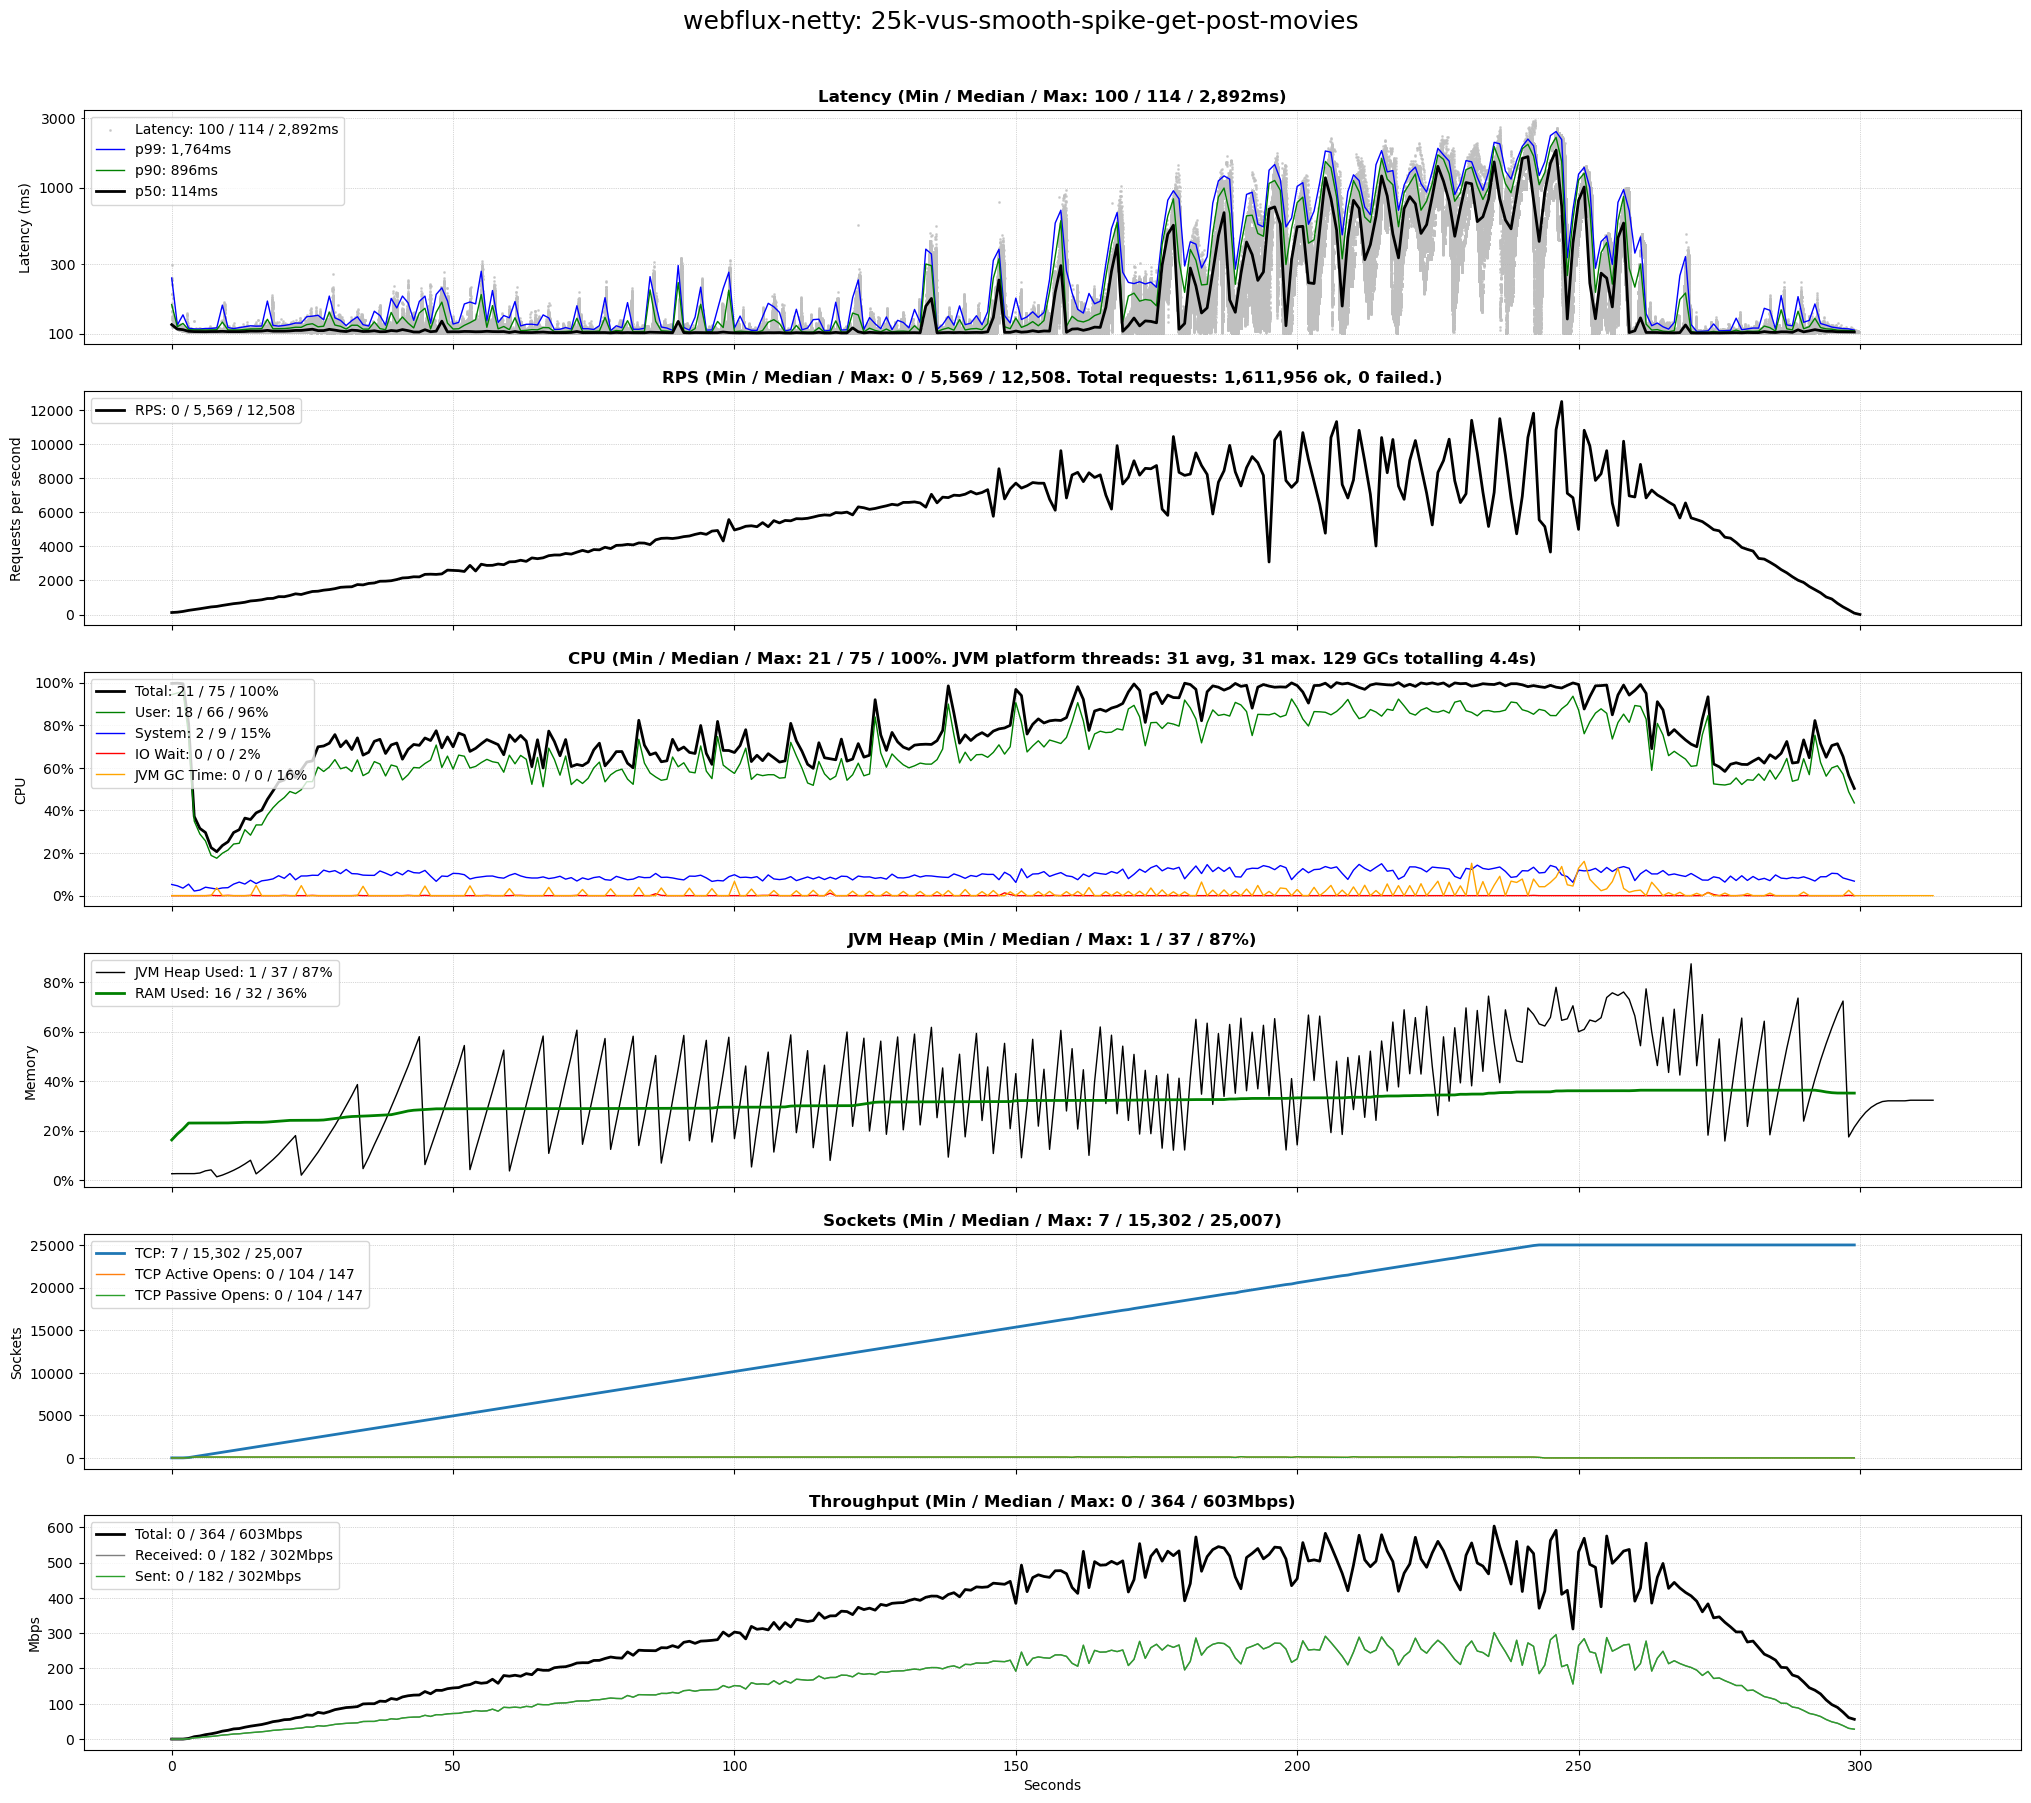 webflux-netty: 25k-vus-smooth-spike-get-post-movies
Latency (Min / Median / Max: 100 / 114 / 2,892ms)
Latency (ms)
3000
1000
300
100
Latency: 100 / 114 / 2,892ms
p99: 1,764ms
p90: 896ms
p50: 114ms
RPS (Min / Median / Max: 0 / 5,569 / 12,508. Total requests: 1,611,956 ok, 0 failed.)
Requests per second
12000
10000
8000
6000
4000
2000
0
RPS: 0 / 5,569 / 12,508
CPU (Min / Median / Max: 21 / 75 / 100%. JVM platform threads: 31 avg, 31 max. 129 GCs totalling 4.4s)
CPU
100%
80%
60%
40%
20%
0%
Total: 21 / 75 / 100%
User: 18 / 66 / 96%
System: 2 / 9 / 15%
IO Wait: 0 / 0 / 2%
JVM GC Time: 0 / 0 / 16%
JVM Heap (Min / Median / Max: 1 / 37 / 87%)
Memory
80%
60%
40%
20%
0%
JVM Heap Used: 1 / 37 / 87%
RAM Used: 16 / 32 / 36%
Sockets (Min / Median / Max: 7 / 15,302 / 25,007)
Sockets
25000
20000
15000
10000
5000
0
TCP: 7 / 15,302 / 25,007
TCP Active Opens: 0 / 104 / 147
TCP Passive Opens: 0 / 104 / 147
Throughput (Min / Median / Max: 0 / 364 / 603Mbps)
Mbps
600
500
400
300
200
100
0
Total: 0 / 364 / 603Mbps
Received: 0 / 182 / 302Mbps
Sent: 0 / 182 / 302Mbps
0 50 100 150 200 250 300
Seconds